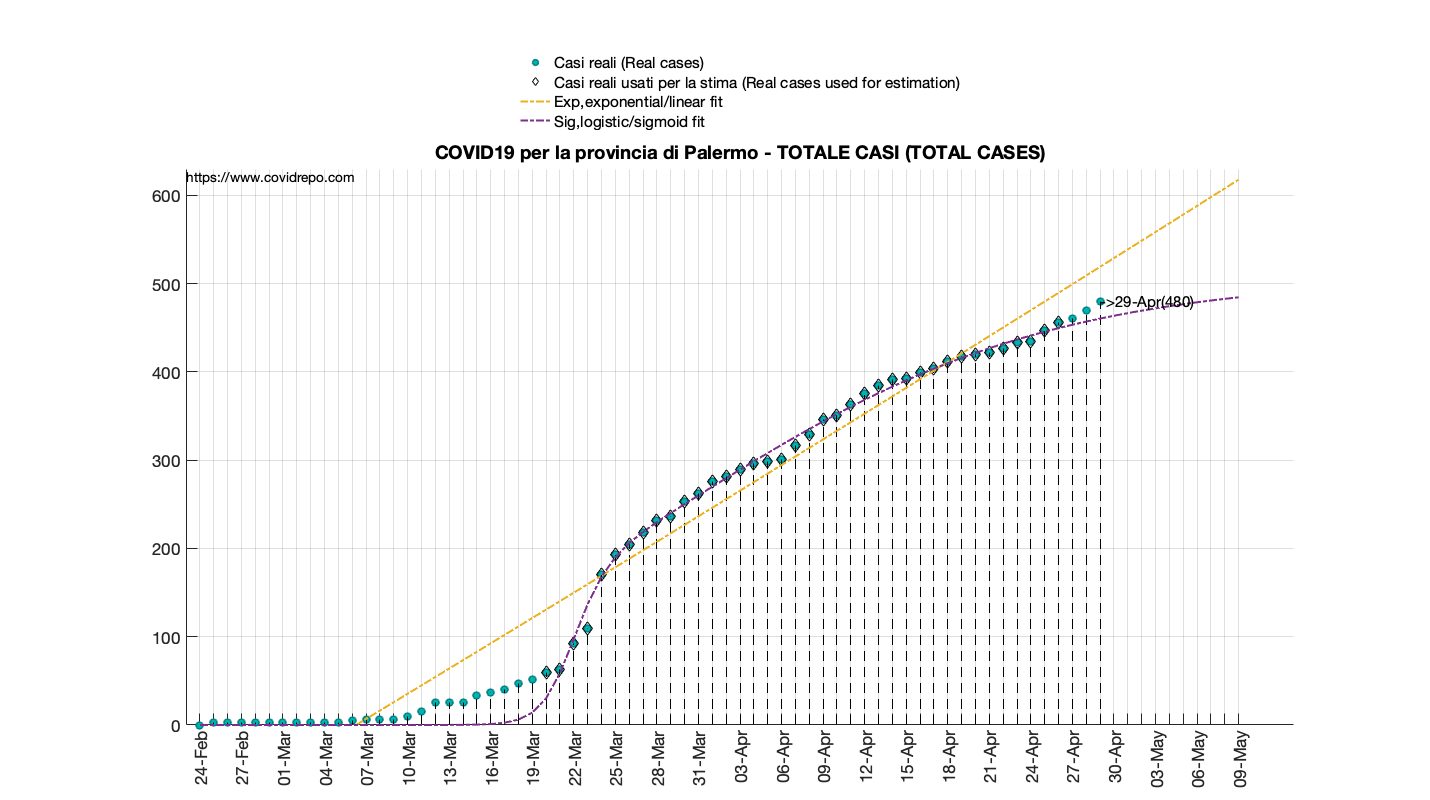 Casi reali (Real cases)
Casi reali usati per la stima (Real cases used for estimation)
Exp,exponential/linear fit
Sig,logistic/sigmoid fit
COVID19 per la provincia di Palermo - TOTALE CASI (TOTAL CASES)
https://www.covidrepo.com
600
500
400
300
200
100
0
>29-Apr(480)
24-Feb
27-Feb
01-Mar
04-Mar
07-Mar
10-Mar
13-Mar
16-Mar
19-Mar
22-Mar
25-Mar
28-Mar
31-Mar
03-Apr
06-Apr
09-Apr
12-Apr
15-Apr
18-Apr
21-Apr
24-Apr
27-Apr
30-Apr
03-May
06-May
09-May